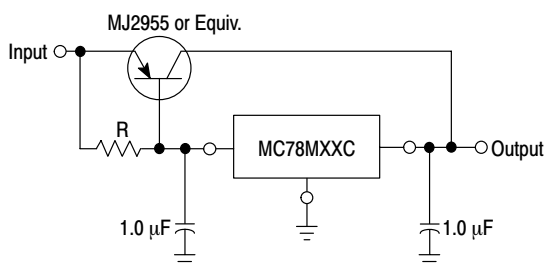 MJ2955 or Equiv.
Input
R
MC78MXXC
Output
1.0 μF
1.0 μF